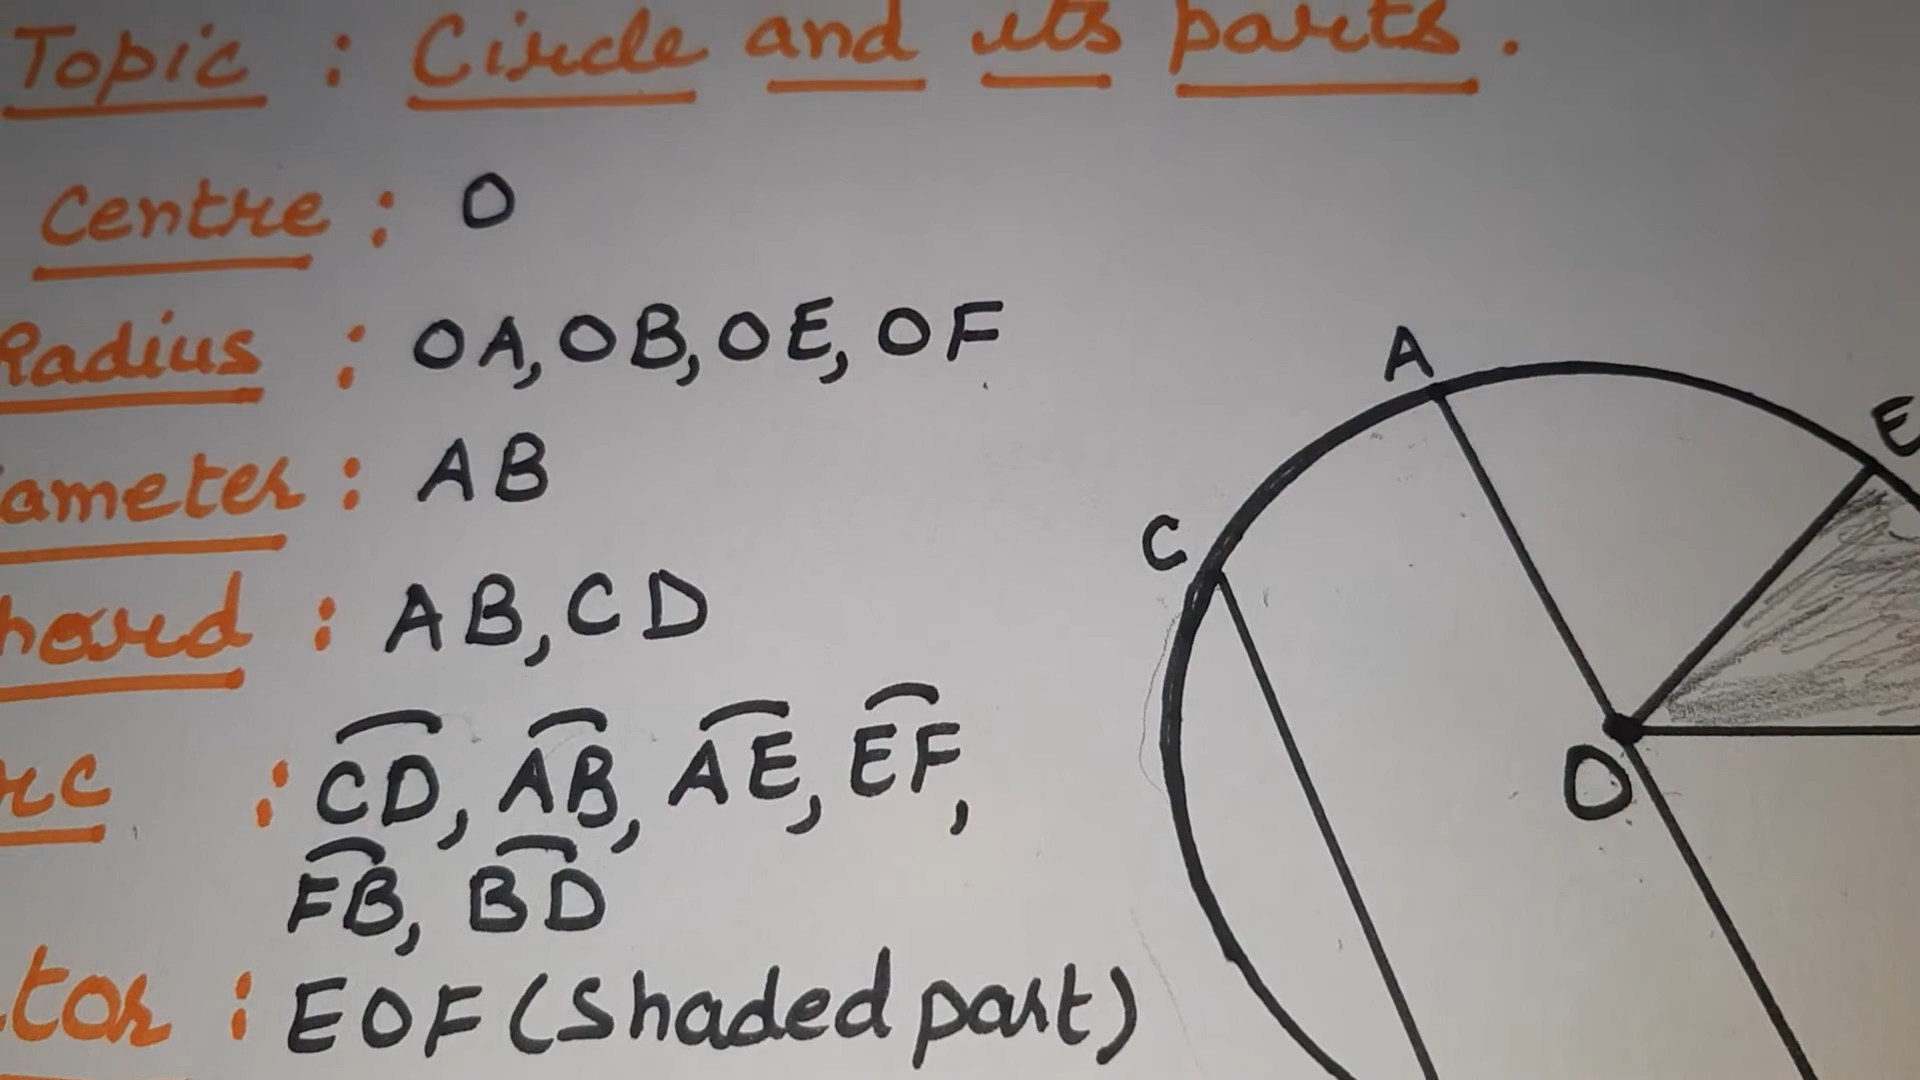 Topic : Circle and its parts.
Centre : O
Radius : OA, OB, OE, OF
iameter : AB
hord : AB, CD
rc : CD, AB, AE, EF,
FB, BD
tor : EOF (Shaded part)
A
E
C
O